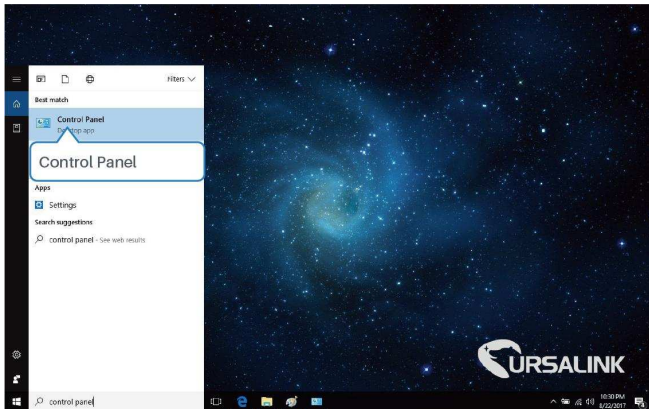 Filters
Best match
Control Panel
Desktop app
Control Panel
Apps
Settings
Search suggestions
control panel - See web results
URSALINK
control panel
10:30 PM
8/22/2017